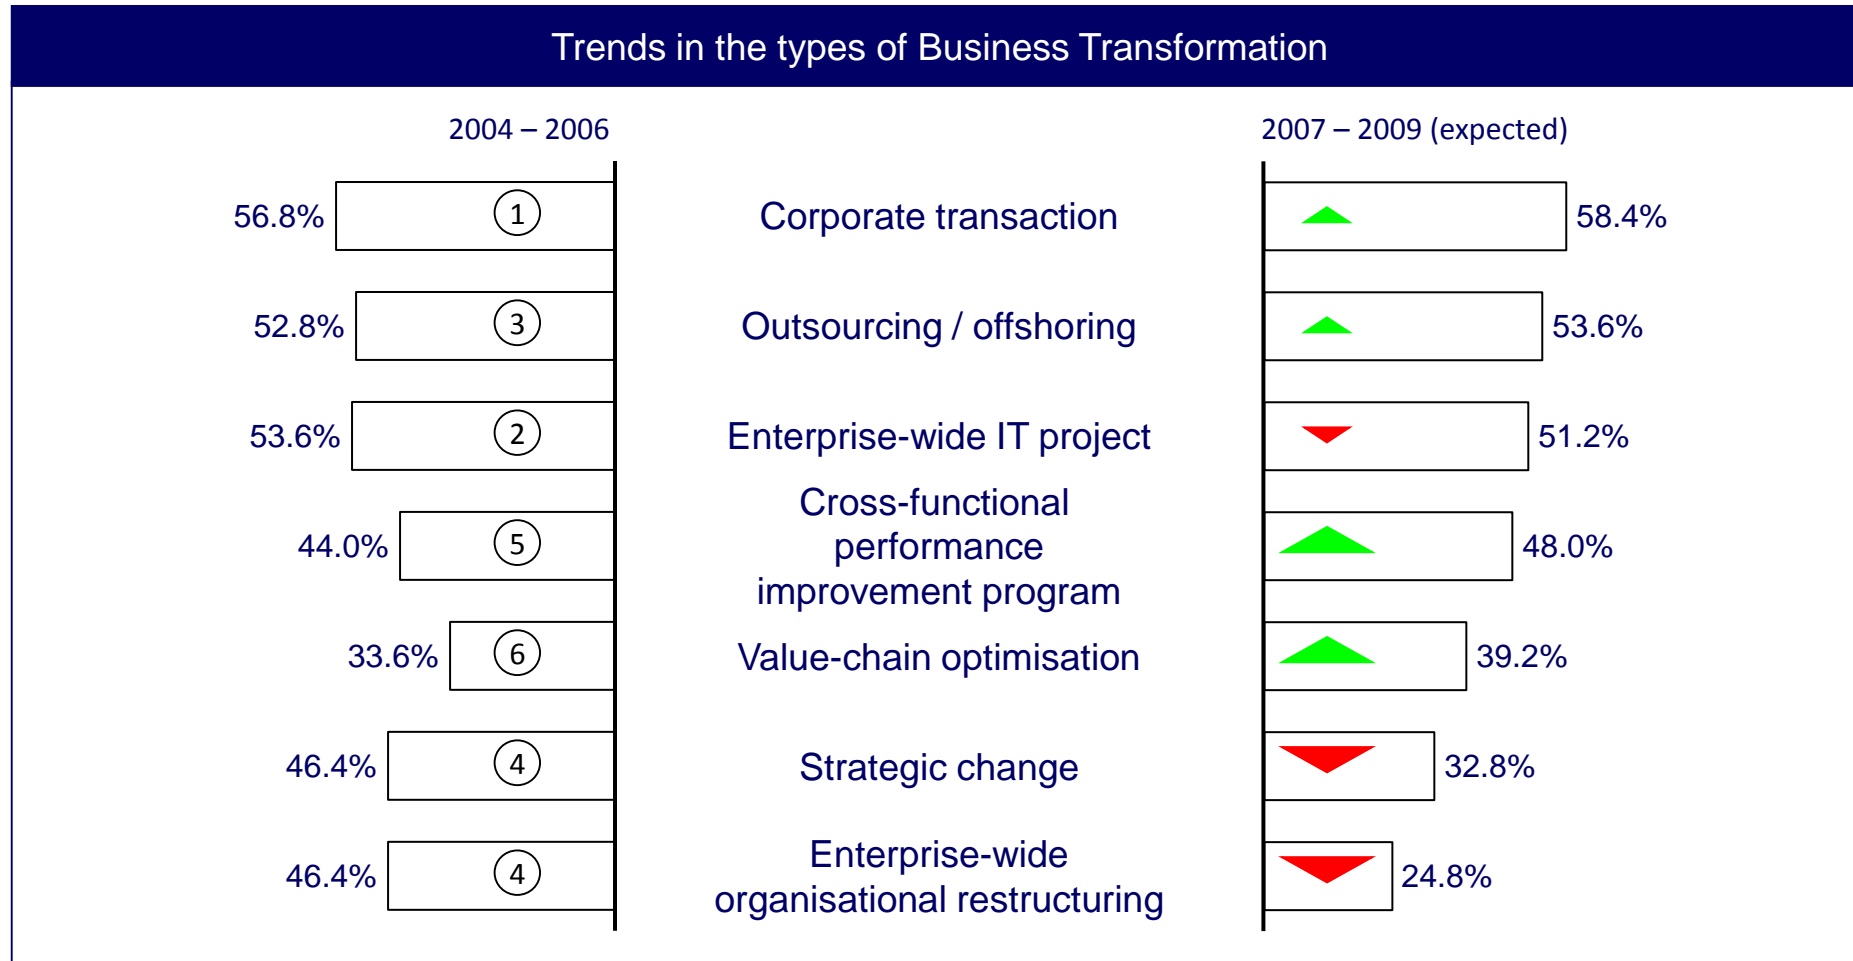 Trends in the types of Business Transformation
2004 – 2006
2007 – 2009 (expected)
56.8%
1
Corporate transaction
58.4%
52.8%
3
Outsourcing / offshoring
53.6%
53.6%
2
Enterprise-wide IT project
51.2%
44.0%
5
Cross-functional
performance
improvement program
48.0%
33.6%
6
Value-chain optimisation
39.2%
46.4%
4
Strategic change
32.8%
46.4%
4
Enterprise-wide
organisational restructuring
24.8%